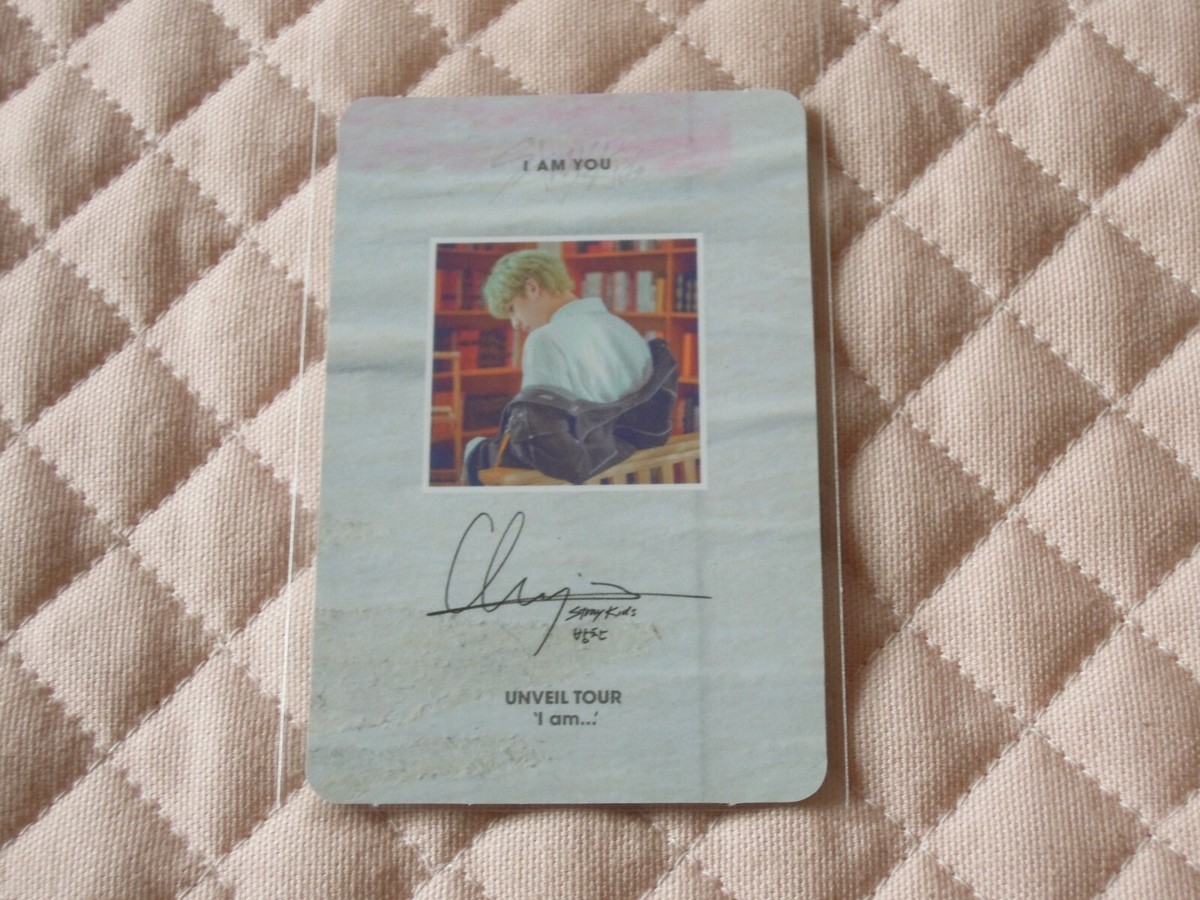 I AM YOU
Stray Kids
방찬
UNVEIL TOUR
'I am...'